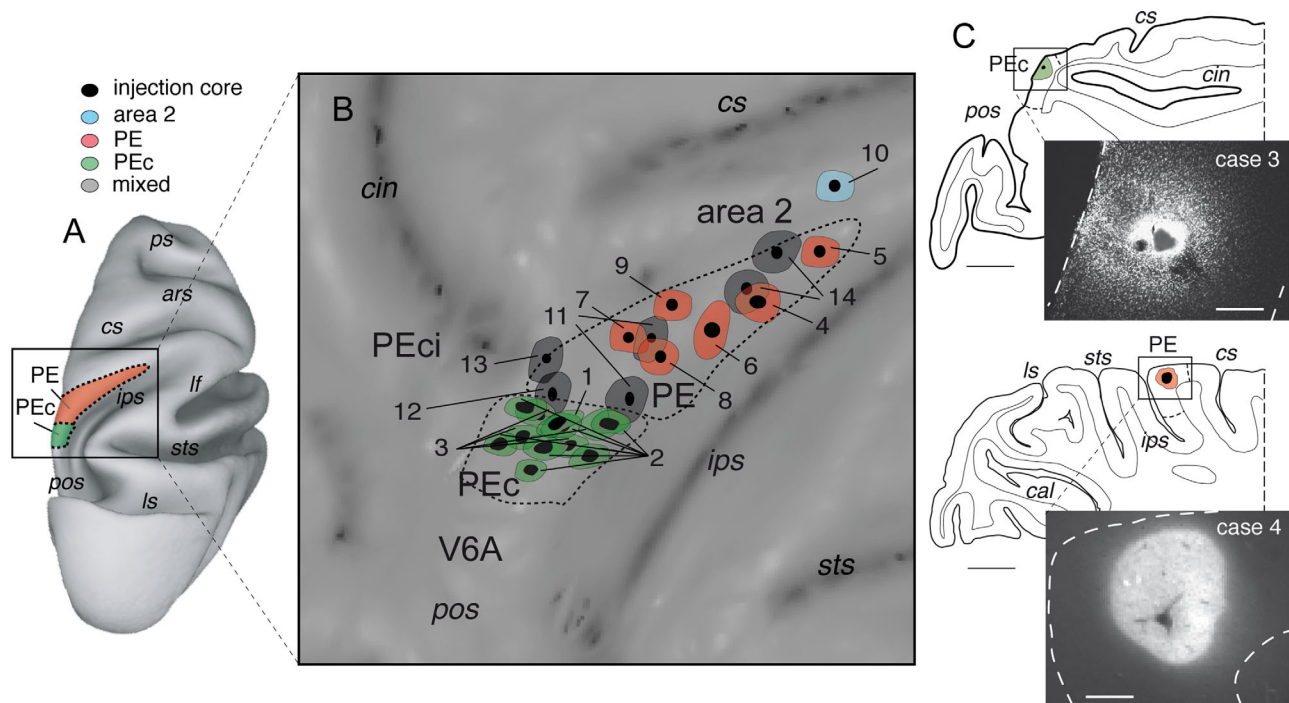 injection core
area 2
PE
PEc
mixed
A
ps
ars
cs
PE
PEc
ips
lf
sts
pos
ls
B
cs
cin
10
area 2
5
9
7
11
14
4
PEci
13
6
1
12
PE
8
3
2
PEc
ips
V6A
sts
pos
C
cs
PEc
cin
pos
case 3
PE
sts
cs
ls
ips
cal
case 4